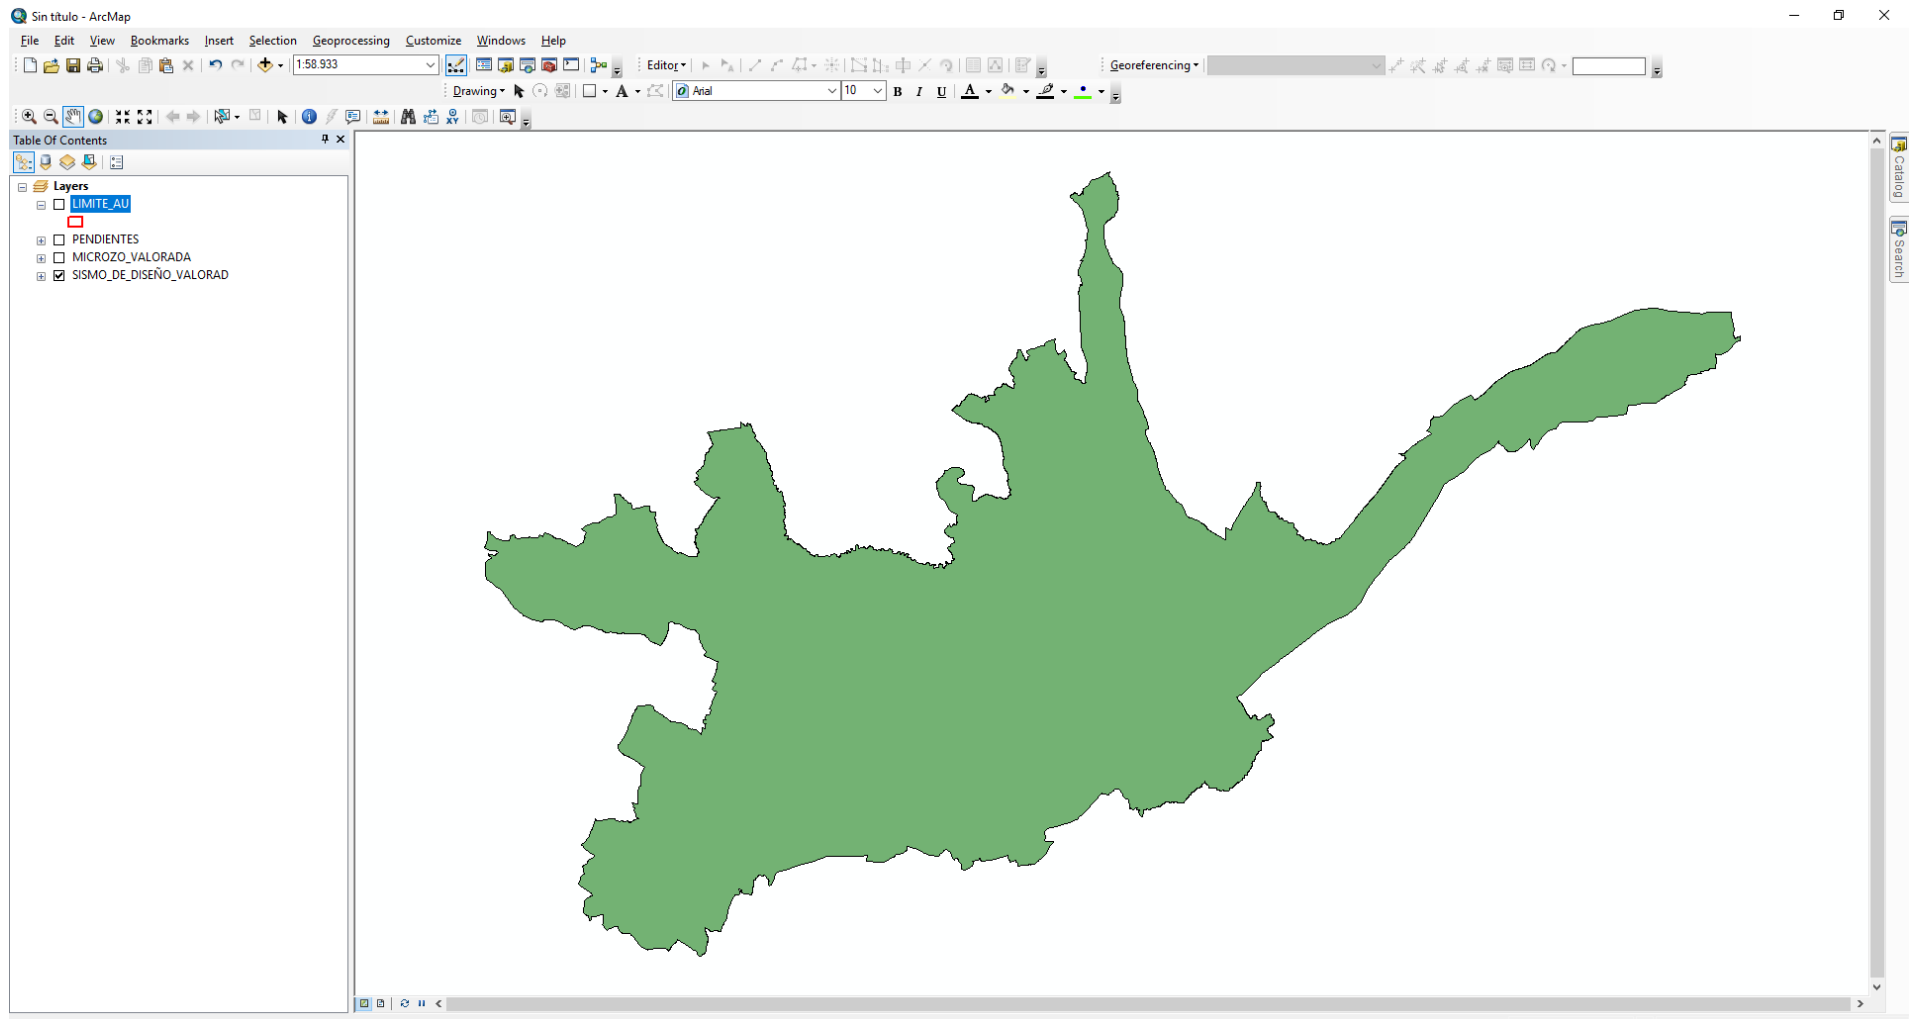 Sin título - ArcMap
File Edit View Bookmarks Insert Selection Geoprocessing Customize Windows Help
1:58.933 Editor Georeferencing
Drawing A Arial 10 B I U A
XY
Table Of Contents
Layers
LIMITE_AU
PENDIENTES
MICROZO_VALORADA
SISMO_DE_DISEÑO_VALORAD
Catalog
Search